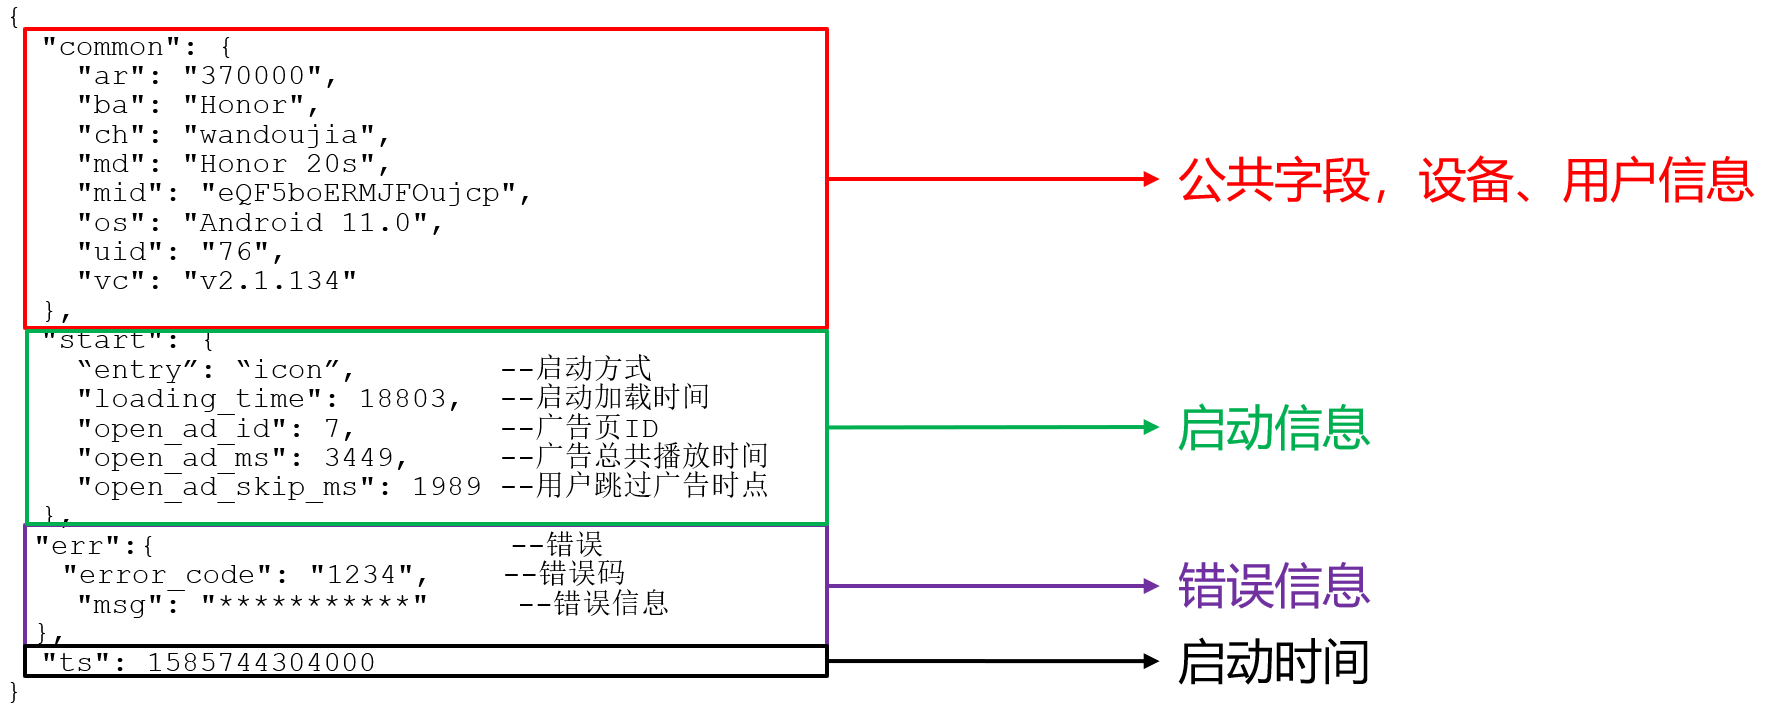 {
"common": {
"ar": "370000",
"ba": "Honor",
"ch": "wandoujia",
"md": "Honor 20s",
"mid": "eQF5boERMJFOujcp",
"os": "Android 11.0",
"uid": "76",
"vc": "v2.1.134"
},
公共字段，设备、用户信息
"start": {
“entry”: “icon”, --启动方式
"loading_time": 18803, --启动加载时间
"open_ad_id": 7, --广告页ID
"open_ad_ms": 3449, --广告总共播放时间
"open_ad_skip_ms": 1989 --用户跳过广告时点
},
启动信息
"err":{ --错误
"error_code": "1234", --错误码
"msg": "***********" --错误信息
},
错误信息
"ts": 1585744304000
启动时间
}